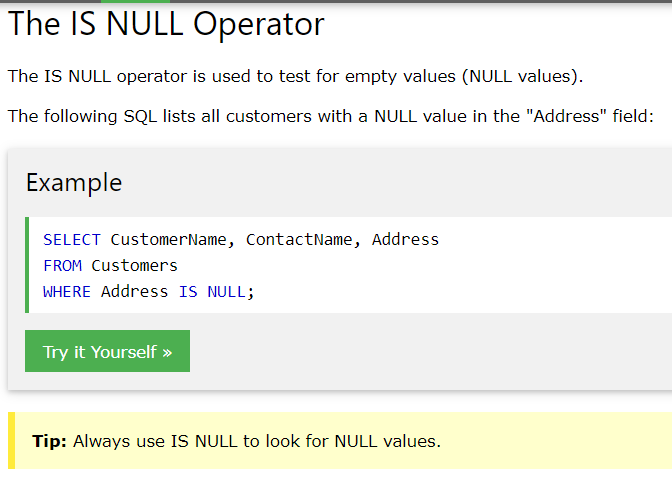 The IS NULL Operator
The IS NULL operator is used to test for empty values (NULL values).
The following SQL lists all customers with a NULL value in the "Address" field:
Example
SELECT CustomerName, ContactName, Address
FROM Customers
WHERE Address IS NULL;
Try it Yourself »
Tip: Always use IS NULL to look for NULL values.